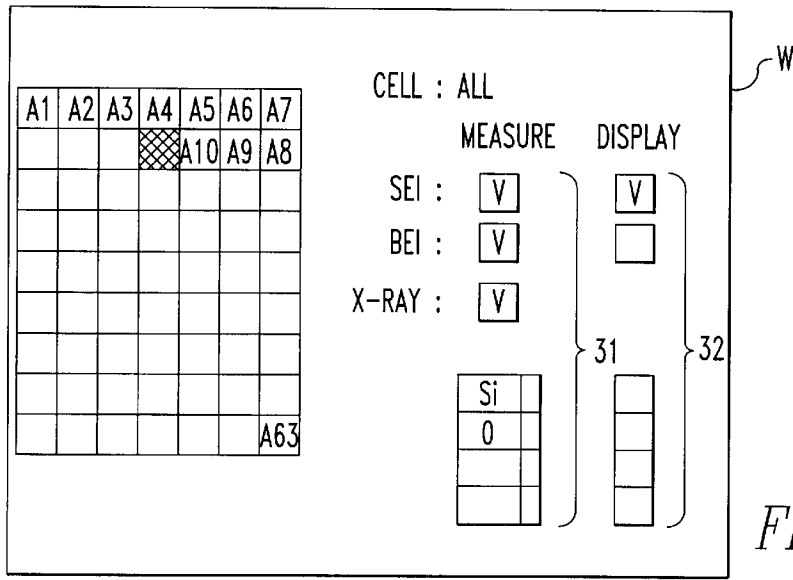 W
CELL : ALL
A1 A2 A3 A4 A5 A6 A7
A10 A9 A8
A63
MEASURE DISPLAY
SEI : V V
BEI : V
X-RAY : V
31
32
Si
O